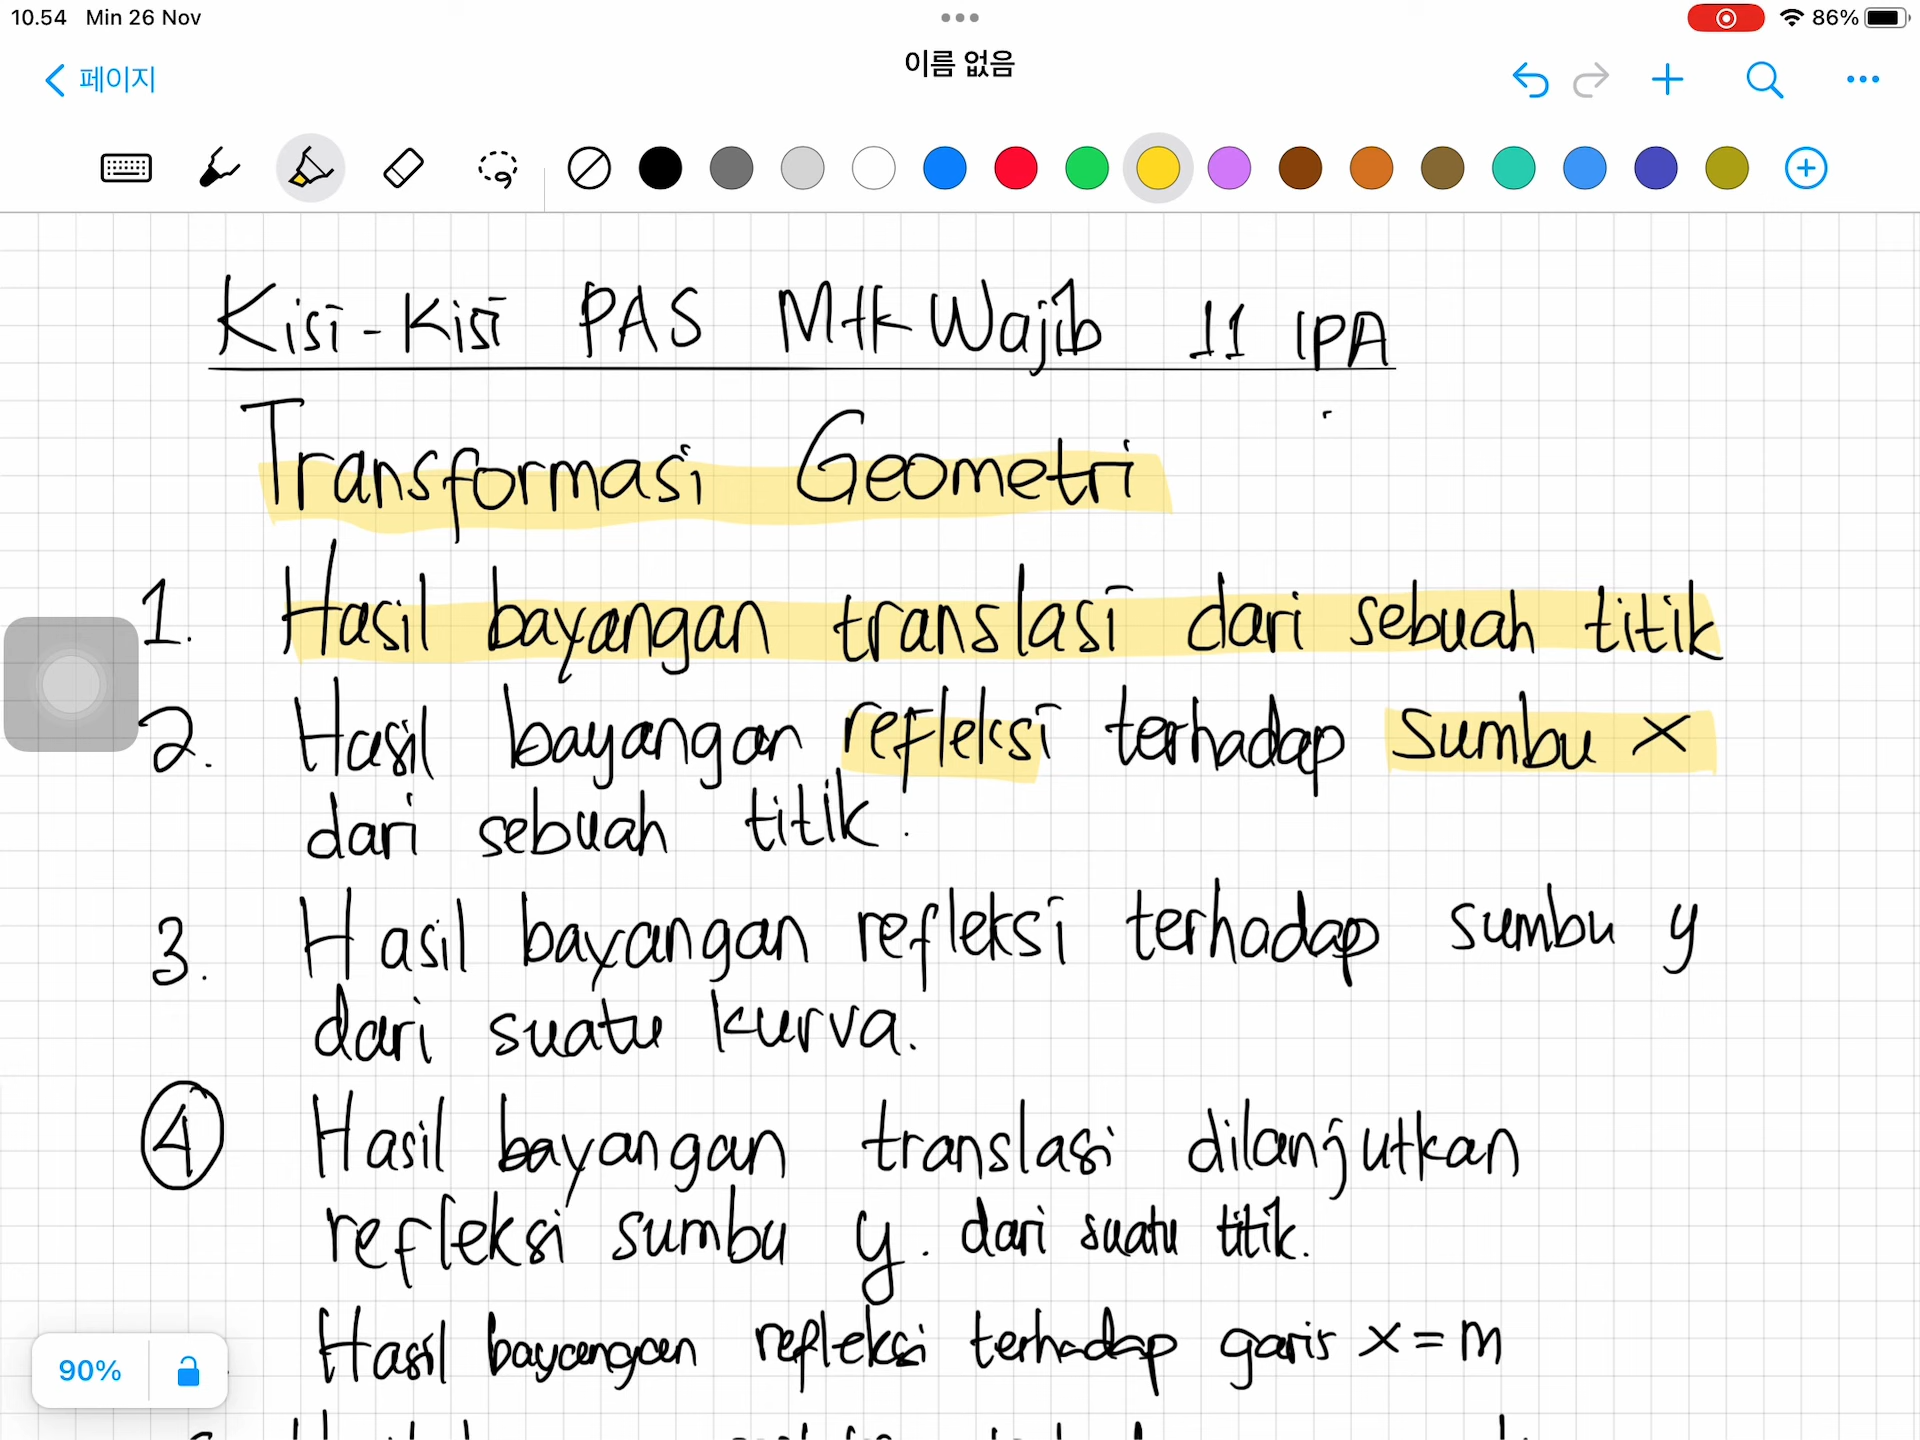 10.54 Min 26 Nov
86%
이름 없음
페이지
Kisi-Kisi PAS Mtk Wajib 11 IPA
Transformasi Geometri
1. Hasil bayangan translasi dari sebuah titik
2. Hasil bayangan refleksi terhadap sumbu x
dari sebuah titik.
3. Hasil bayangan refleksi terhadap sumbu y
dari suatu kurva.
4 Hasil bayangan translasi dilanjutkan
refleksi sumbu y. dari suatu titik.
Hasil bayangan refleksi terhadap garis x = m
90%